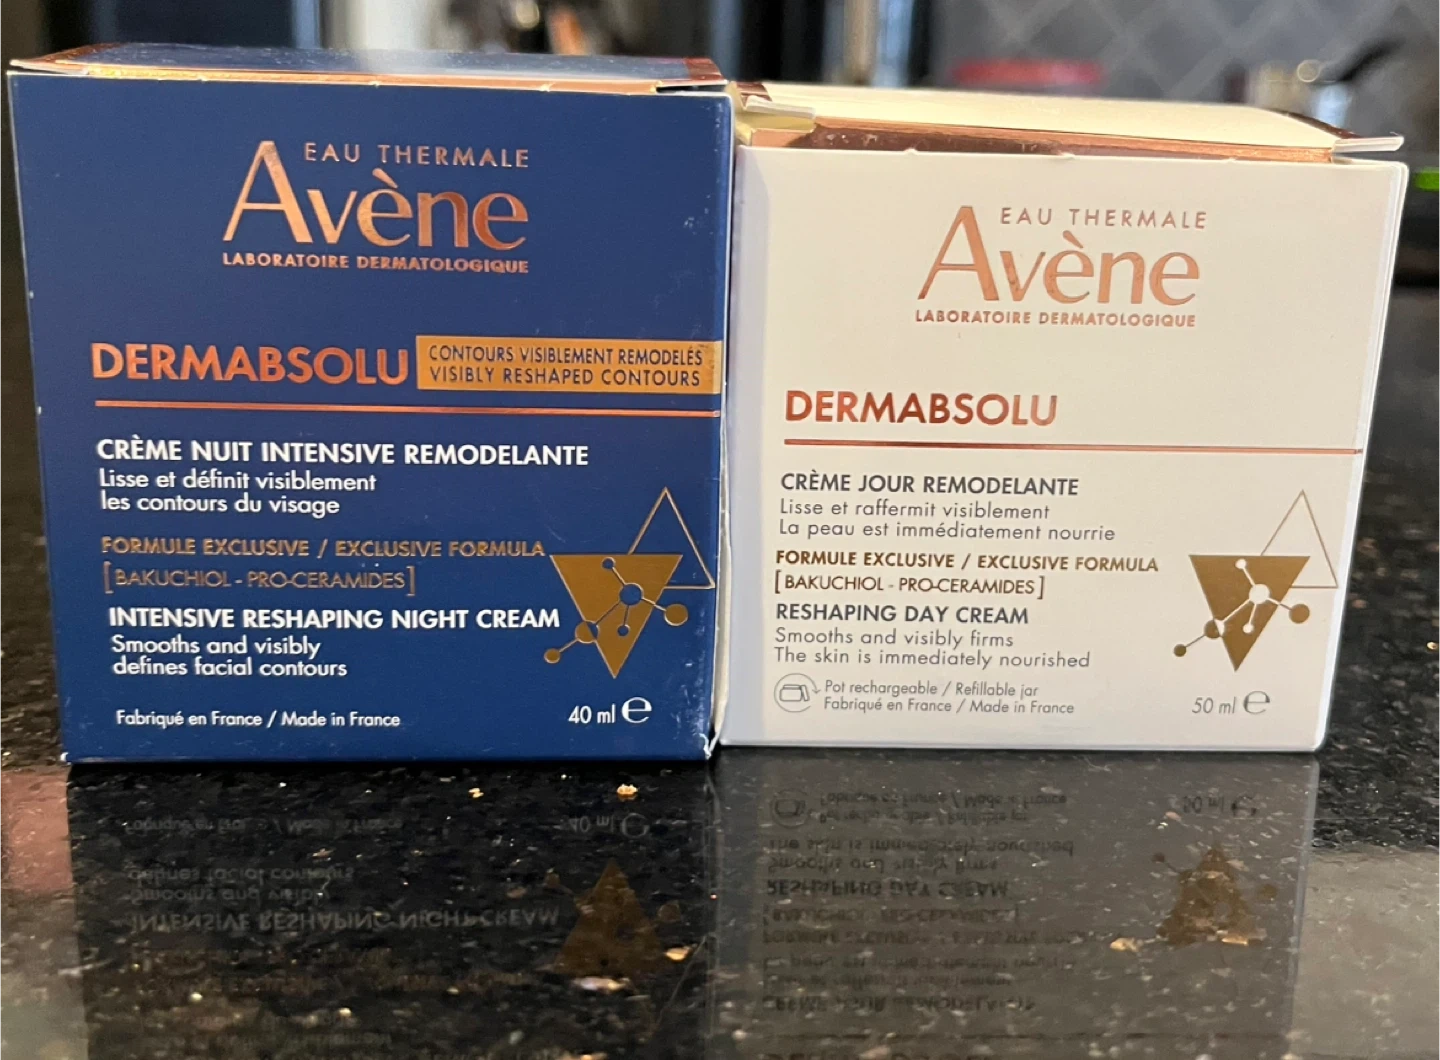 EAU THERMALE
Avène
LABORATOIRE DERMATOLOGIQUE
DERMABSOLU
CONTOURS VISIBLEMENT REMODELÉS
VISIBLY RESHAPED CONTOURS
CRÈME NUIT INTENSIVE REMODELANTE
Lisse et définit visiblement
les contours du visage
FORMULE EXCLUSIVE / EXCLUSIVE FORMULA
[BAKUCHIOL - PRO-CERAMIDES]
INTENSIVE RESHAPING NIGHT CREAM
Smooths and visibly
defines facial contours
Fabriqué en France / Made in France
40 ml ℮
EAU THERMALE
Avène
LABORATOIRE DERMATOLOGIQUE
DERMABSOLU
CRÈME JOUR REMODELANTE
Lisse et raffermit visiblement
La peau est immédiatement nourrie
FORMULE EXCLUSIVE / EXCLUSIVE FORMULA
[BAKUCHIOL - PRO-CERAMIDES]
RESHAPING DAY CREAM
Smooths and visibly firms
The skin is immediately nourished
Pot rechargeable / Refillable jar
Fabriqué en France / Made in France
50 ml ℮